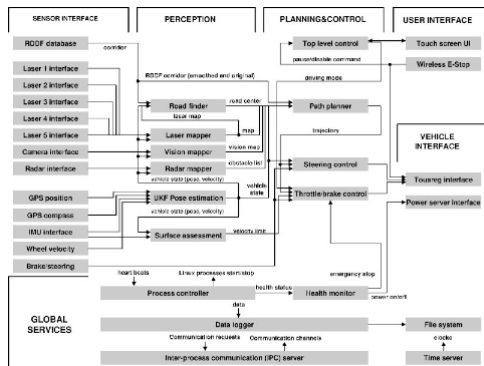 SENSOR INTERFACE
PERCEPTION
PLANNING&CONTROL
USER INTERFACE
RDDF database
Top level control
Touch screen UI
corridor
pause/disable command
Wireless E-Stop
Laser 1 interface
RDDF corridor (smoothed and original)
driving mode
Laser 2 interface
Laser 3 interface
Road finder
road center
Path planner
Laser 4 interface
laser map
Laser 5 interface
Laser mapper
map
trajectory
VEHICLE
INTERFACE
Camera interface
Vision mapper
vision map
Radar interface
Radar mapper
obstacle list
Steering control
vehicle state (pose, velocity)
vehicle
state
Touareg interface
GPS position
UKF Pose estimation
Throttle/brake control
Power server interface
GPS compass
vehicle state (pose, velocity)
IMU interface
Surface assessment
velocity limit
Wheel velocity
Brake/steering
emergency stop
heart beats
Linux processes start/stop
health status
power on/off
GLOBAL
SERVICES
Process controller
Health monitor
data
Data logger
File system
Communication requests
Communication channels
clocks
Inter-process communication (IPC) server
Time server